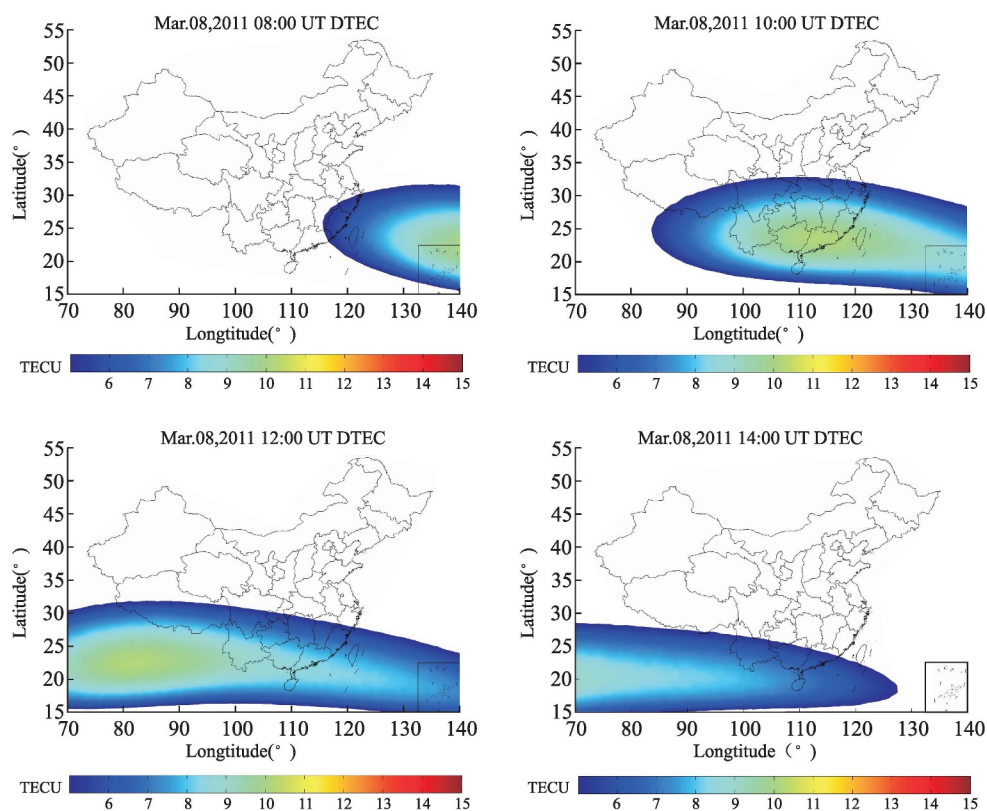 Mar.08,2011 08:00 UT DTEC
55
50
45
40
35
30
25
20
15
Latitude(°)
70 80 90 100 110 120 130 140
Longtitude(°)
TECU
6 7 8 9 10 11 12 13 14 15
Mar.08,2011 10:00 UT DTEC
55
50
45
40
35
30
25
20
15
Latitude(°)
70 80 90 100 110 120 130 140
Longtitude(°)
TECU
6 7 8 9 10 11 12 13 14 15
Mar.08,2011 12:00 UT DTEC
55
50
45
40
35
30
25
20
15
Latitude(°)
70 80 90 100 110 120 130 140
Longtitude(°)
TECU
6 7 8 9 10 11 12 13 14 15
Mar.08,2011 14:00 UT DTEC
55
50
45
40
35
30
25
20
15
Latitude(°)
70 80 90 100 110 120 130 140
Longtitude（°）
TECU
6 7 8 9 10 11 12 13 14 15